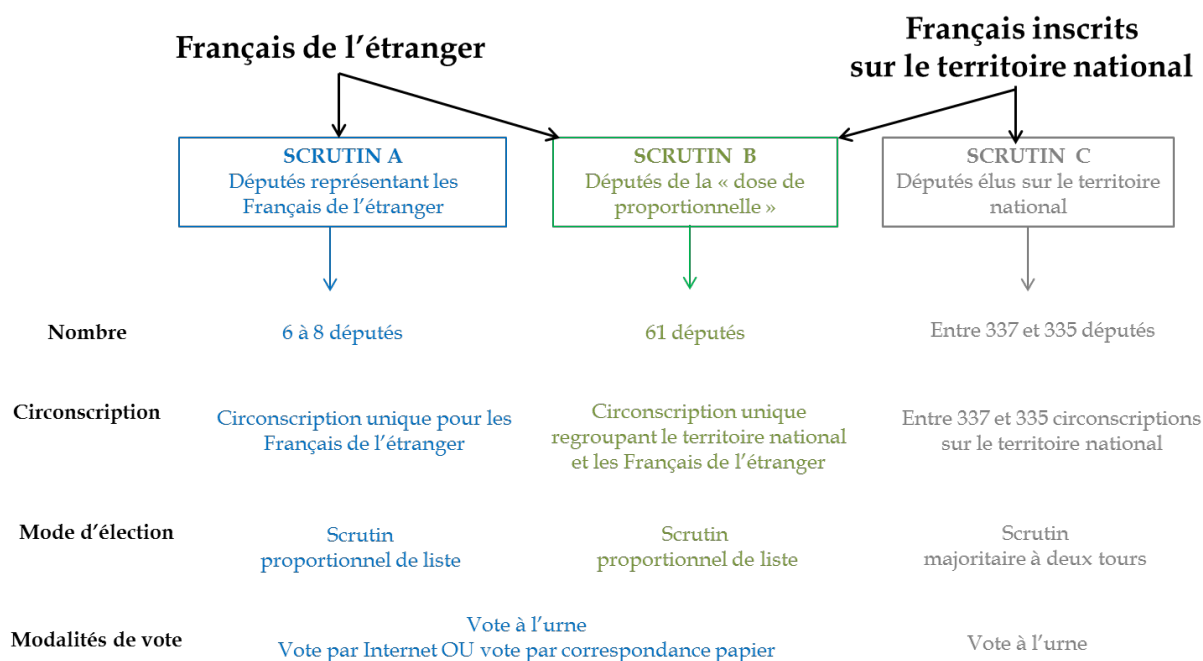 Français de l’étranger
Français inscrits
sur le territoire national
SCRUTIN A
Députés représentant les
Français de l’étranger
SCRUTIN B
Députés de la « dose de
proportionnelle »
SCRUTIN C
Députés élus sur le territoire
national
Nombre
6 à 8 députés
61 députés
Entre 337 et 335 députés
Circonscription
Circonscription unique pour les
Français de l’étranger
Circonscription unique
regroupant le territoire national
et les Français de l’étranger
Entre 337 et 335 circonscriptions
sur le territoire national
Mode d’élection
Scrutin
proportionnel de liste
Scrutin
proportionnel de liste
Scrutin
majoritaire à deux tours
Modalités de vote
Vote à l’urne
Vote par Internet OU vote par correspondance papier
Vote à l’urne